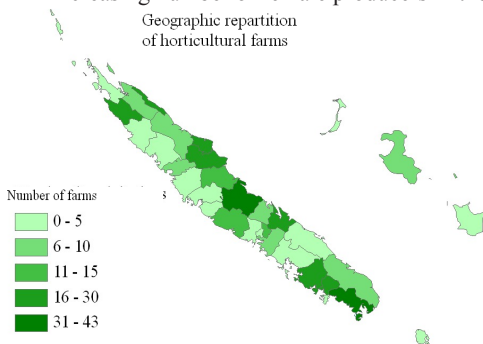 Geographic repartition
of horticultural farms
Number of farms
s
0 - 5
6 - 10
11 - 15
16 - 30
31 - 43